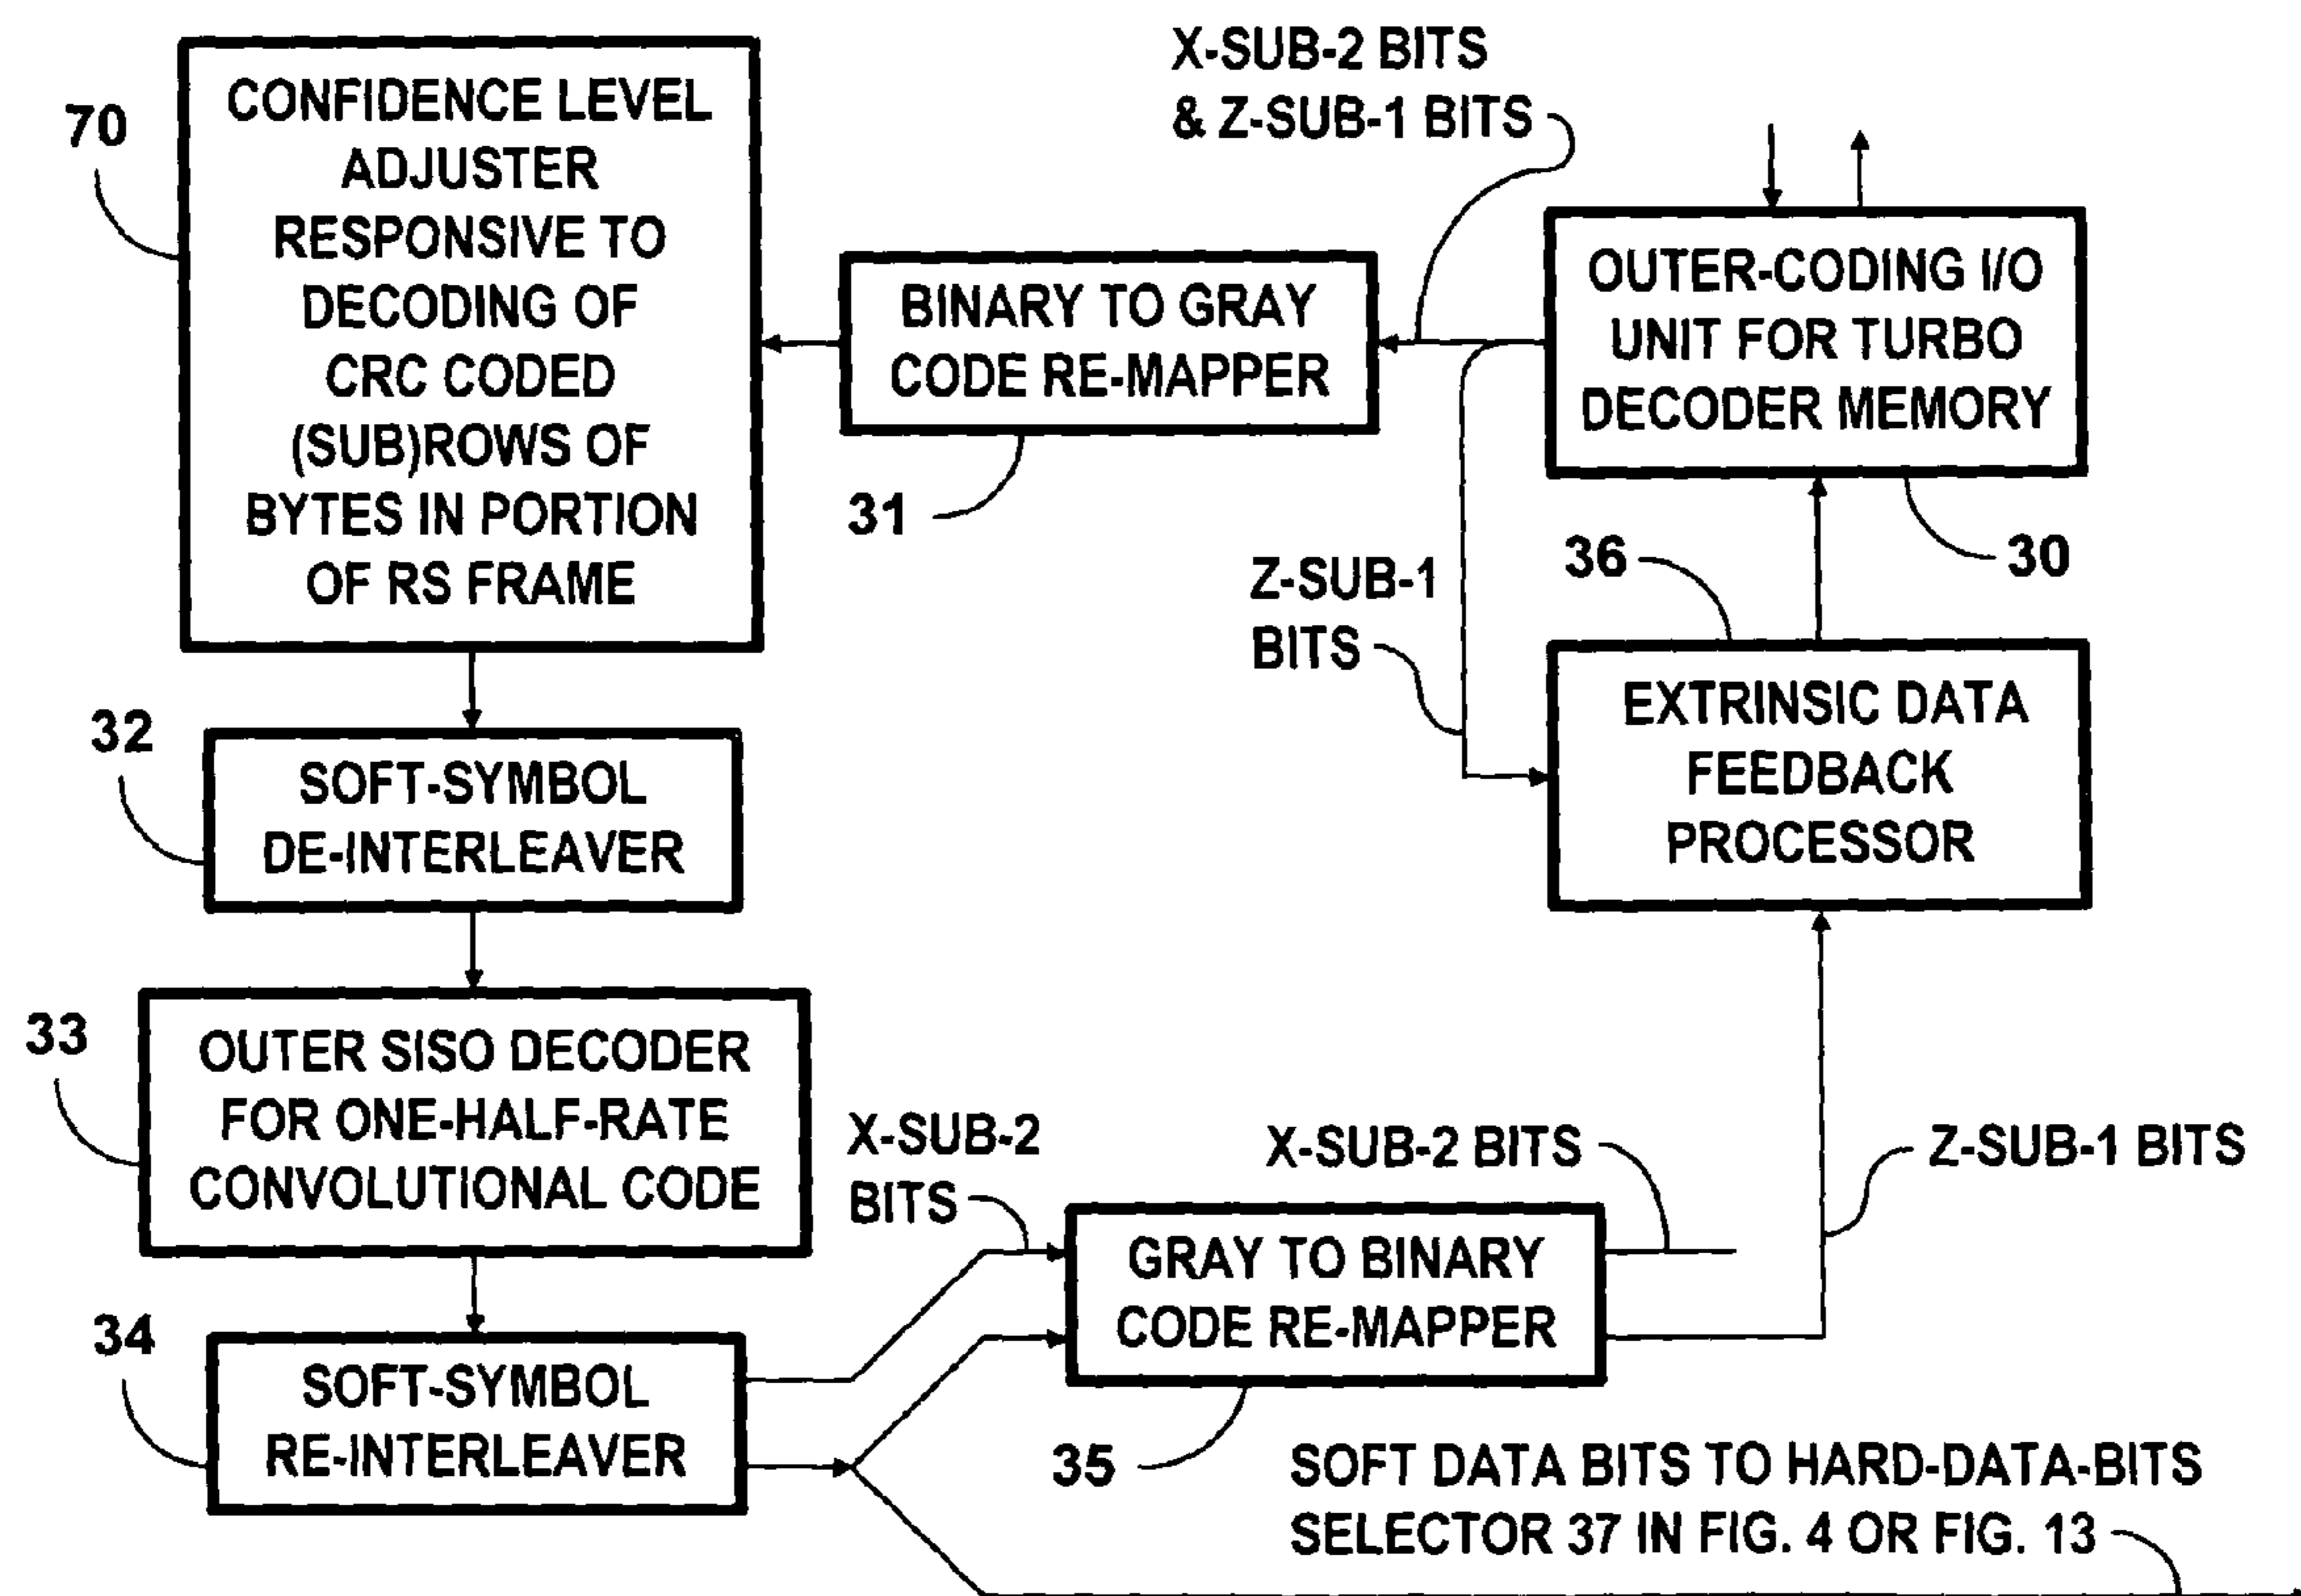 70
CONFIDENCE LEVEL
ADJUSTER
RESPONSIVE TO
DECODING OF
CRC CODED
(SUB)ROWS OF
BYTES IN PORTION
OF RS FRAME
X-SUB-2 BITS
& Z-SUB-1 BITS
BINARY TO GRAY
CODE RE-MAPPER
31
OUTER-CODING I/O
UNIT FOR TURBO
DECODER MEMORY
30
Z-SUB-1
BITS
36
EXTRINSIC DATA
FEEDBACK
PROCESSOR
32
SOFT-SYMBOL
DE-INTERLEAVER
33
OUTER SISO DECODER
FOR ONE-HALF-RATE
CONVOLUTIONAL CODE
34
SOFT-SYMBOL
RE-INTERLEAVER
X-SUB-2
BITS
GRAY TO BINARY
CODE RE-MAPPER
35
X-SUB-2 BITS
Z-SUB-1 BITS
SOFT DATA BITS TO HARD-DATA-BITS
SELECTOR 37 IN FIG. 4 OR FIG. 13